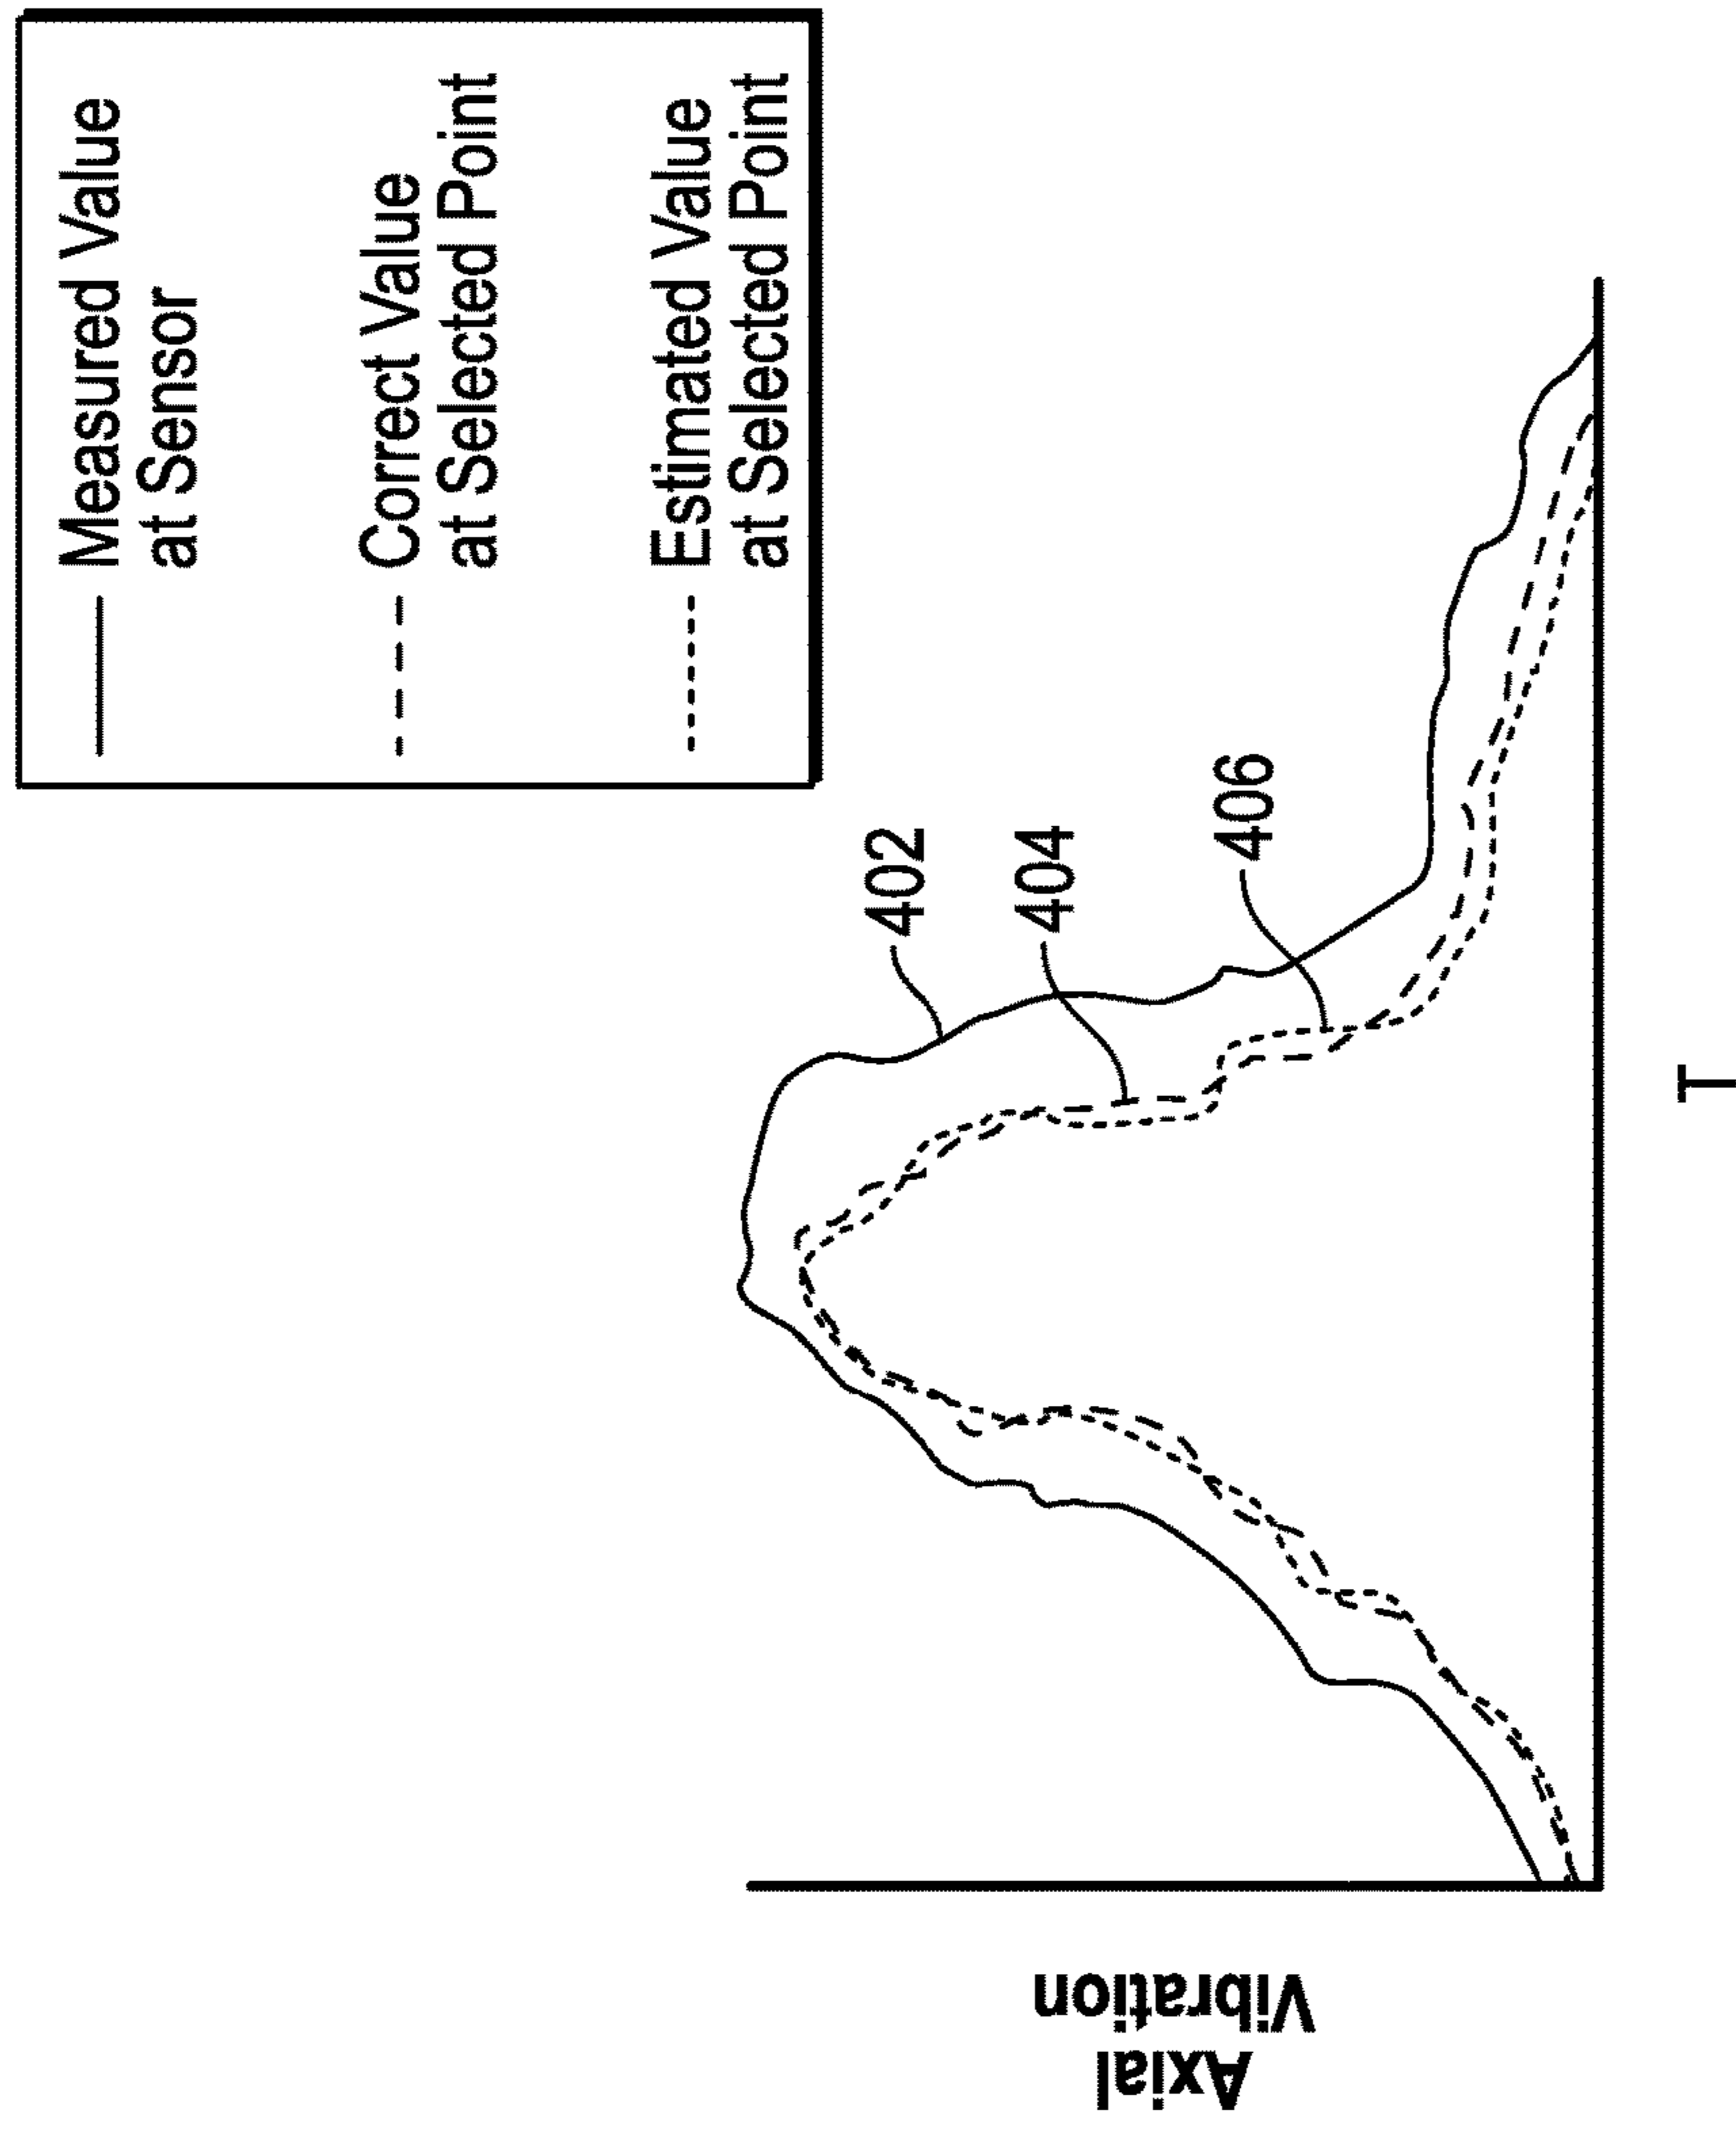 Measured Value
at Sensor
Correct Value
at Selected Point
Estimated Value
at Selected Point
402
404
406
Axial
Vibration